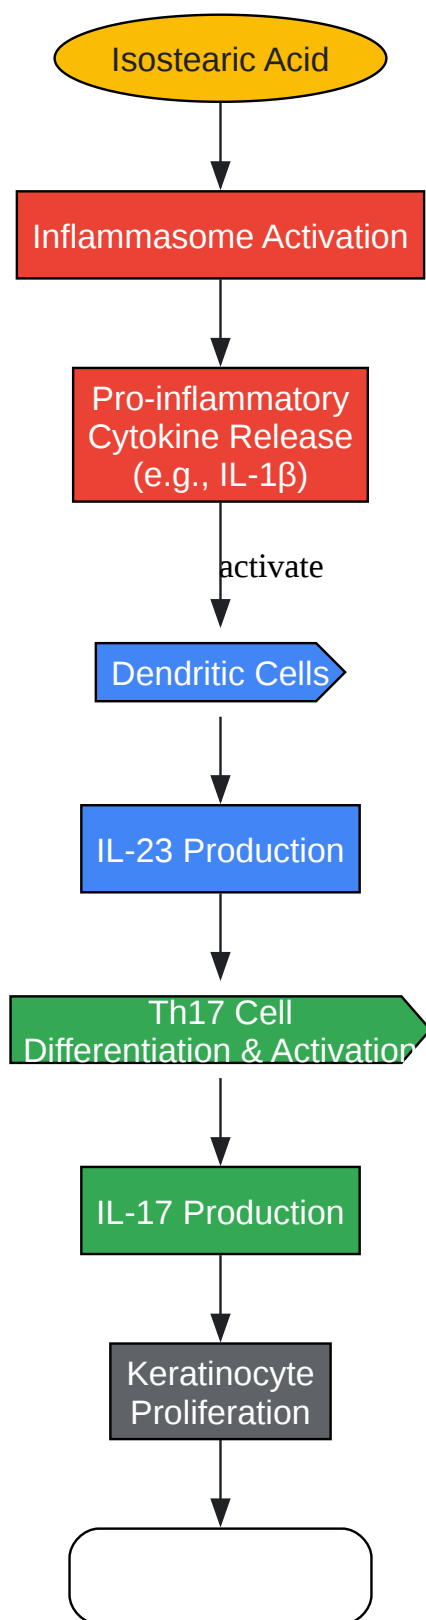 Isostearic Acid
Inflammasome Activation
Pro-inflammatory
Cytokine Release
(e.g., IL-1β)
activate
Dendritic Cells
IL-23 Production
Th17 Cell
Differentiation & Activation
IL-17 Production
Keratinocyte
Proliferation